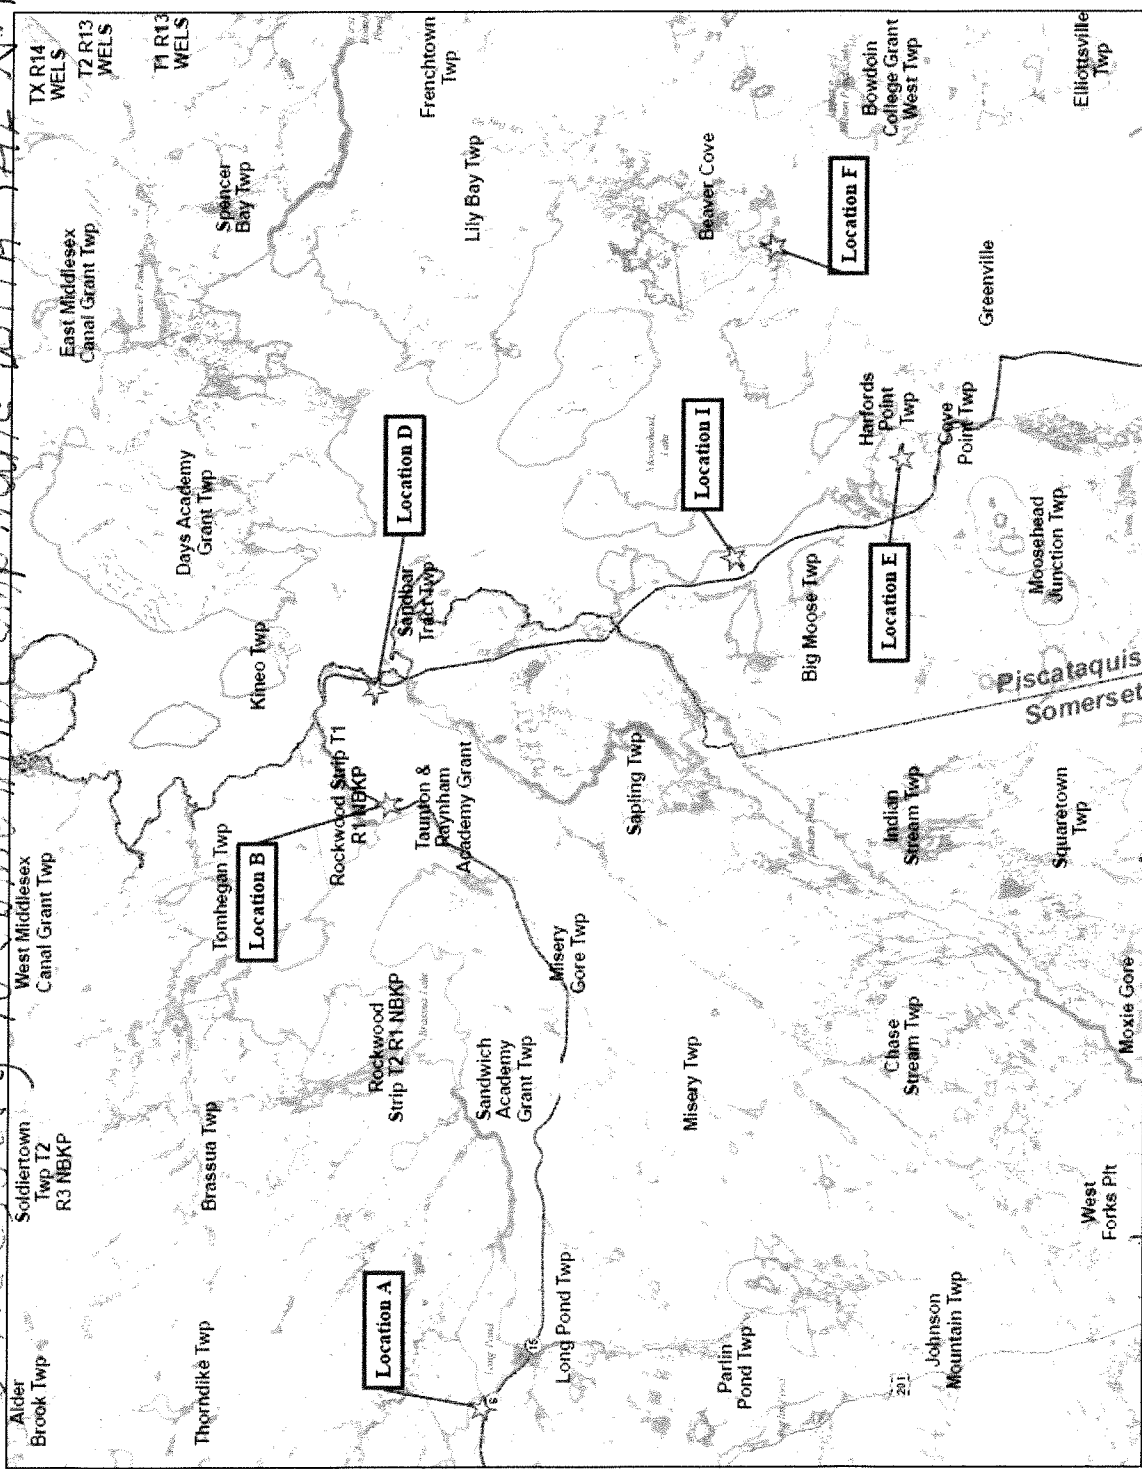 Alder
Brook Twp
Soldiertown
Twp T2
R3 NBKP
West Middlesex
Canal Grant Twp
East Middlesex
Canal Grant Twp
TX R14
WELS
T2 R13
WELS
T1 R13
WELS
Thorndike Twp
Brassua Twp
Tomhegan Twp
Location B
Kineo Twp
Days Academy
Grant Twp
Spencer
Bay Twp
Location A
Rockwood
Strip T2 R1 NBKP
Rockwood Strip T1
R1 NBKP
Sandbar
Tract Twp
Location D
Lily Bay Twp
Frenchtown
Twp
Long Pond
Sandwich
Academy
Grant Twp
Taunton &
Raynham
Academy Grant
15
6
Long Pond Twp
Misery
Gore Twp
Sapling Twp
Moosehead
Lake
Location I
Beaver Cove
Parlin
Pond Twp
Misery Twp
Big Moose Twp
Location F
Johnson
Mountain Twp
201
Chase
Stream Twp
Indian
Stream Twp
Location E
Harfords
Point
Twp
Bowdoin
College Grant
West Twp
Cove
Point Twp
Greenville
West
Forks Plt
Moxie Gore
Squaretown
Twp
Piscataquis
Somerset
Moosehead
Junction Twp
Elliottsville
Twp